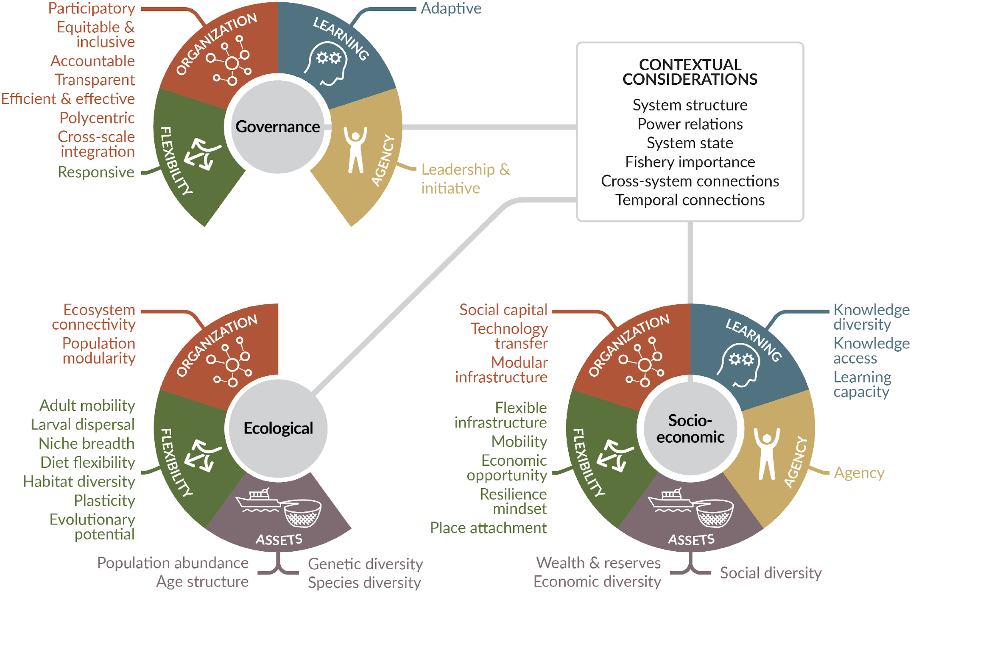 Participatory
Equitable &
inclusive
Accountable
Transparent
Efficient & effective
Polycentric
Cross-scale
integration
Responsive
ORGANIZATION
LEARNING
FLEXIBILITY
AGENCY
Governance
Adaptive
Leadership &
initiative
CONTEXTUAL
CONSIDERATIONS
System structure
Power relations
System state
Fishery importance
Cross-system connections
Temporal connections
Ecosystem
connectivity
Population
modularity
Adult mobility
Larval dispersal
Niche breadth
Diet flexibility
Habitat diversity
Plasticity
Evolutionary
potential
ORGANIZATION
FLEXIBILITY
ASSETS
Ecological
Population abundance
Age structure
Genetic diversity
Species diversity
Social capital
Technology
transfer
Modular
infrastructure
Flexible
infrastructure
Mobility
Economic
opportunity
Resilience
mindset
Place attachment
ORGANIZATION
LEARNING
FLEXIBILITY
AGENCY
ASSETS
Socio-
economic
Knowledge
diversity
Knowledge
access
Learning
capacity
Agency
Wealth & reserves
Economic diversity
Social diversity